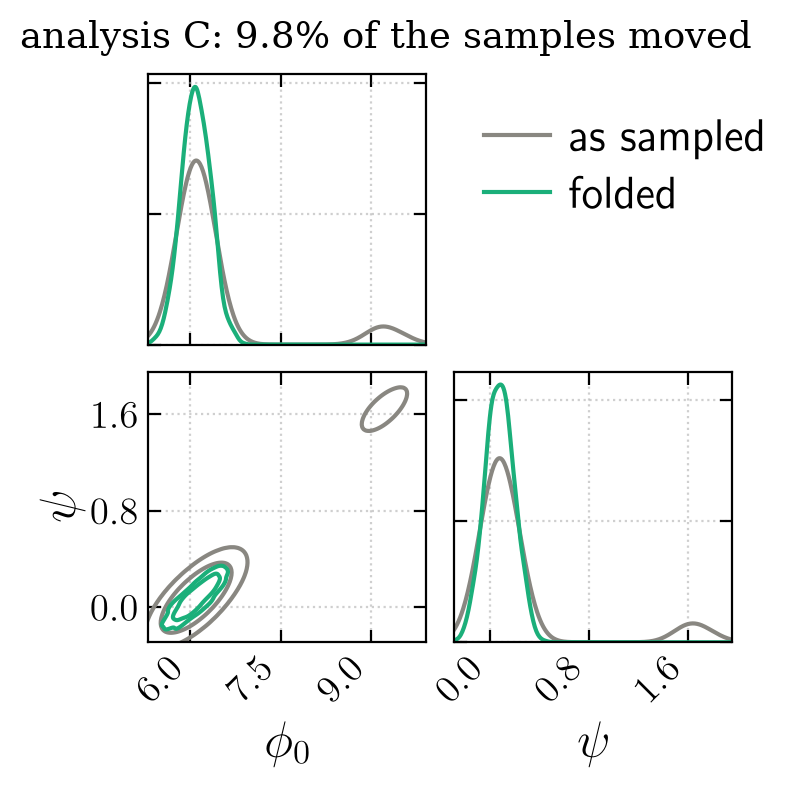 analysis C: 9.8% of the samples moved
as sampled
folded
ψ
1.6
0.8
0.0
6.0 7.5 9.0
ϕ₀
0.0 0.8 1.6
ψ